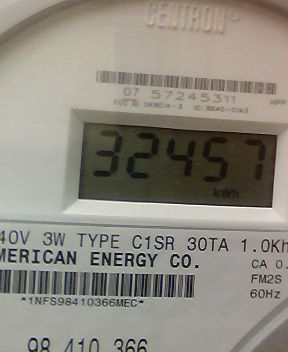 CENTRON®
07 57245311
32457
kWh
40V 3W TYPE C1SR 30TA 1.0Kh
MERICAN ENERGY CO.
CA 0.
FM2S
*1NFS98410366MEC*
60Hz
98 410 366